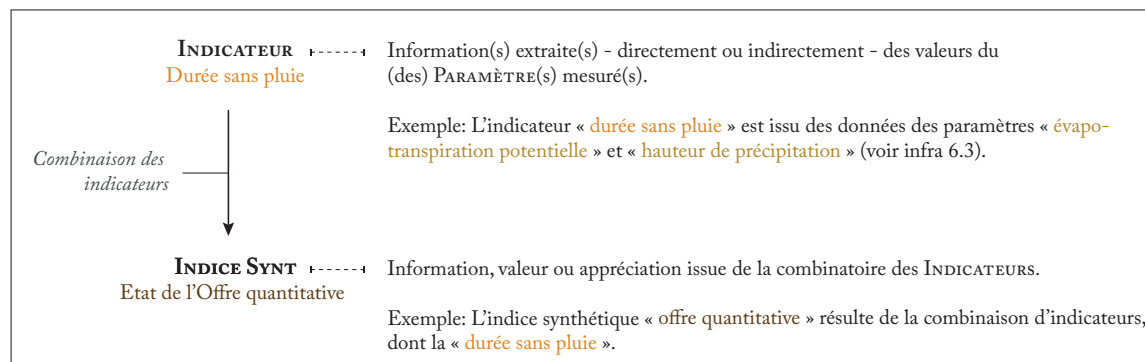 INDICATEUR
Durée sans pluie
Information(s) extraite(s) - directement ou indirectement - des valeurs du
(des) PARAMÈTRE(s) mesuré(s).
Exemple: L'indicateur « durée sans pluie » est issu des données des paramètres « évapo-
transpiration potentielle » et « hauteur de précipitation » (voir infra 6.3).
Combinaison des
indicateurs
INDICE SYNT
Etat de l'Offre quantitative
Information, valeur ou appréciation issue de la combinatoire des INDICATEURS.
Exemple: L'indice synthétique « offre quantitative » résulte de la combinaison d'indicateurs,
dont la « durée sans pluie ».